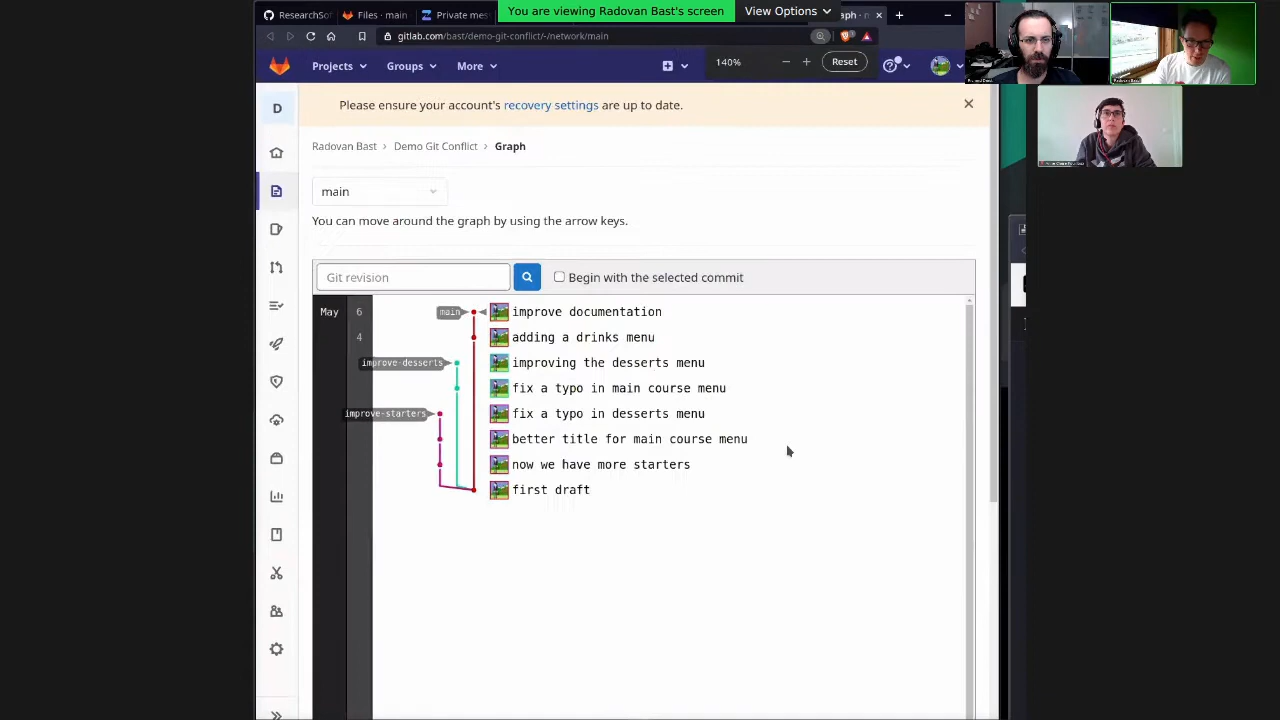 ResearchSo
Files · main
Private mes
You are viewing Radovan Bast's screen
View Options
aph · n
gitlab.com/bast/demo-git-conflict/-/network/main
Projects
Group
More
140%
Reset
Please ensure your account's recovery settings are up to date.
D
Radovan Bast
Demo Git Conflict
Graph
main
You can move around the graph by using the arrow keys.
Git revision
Begin with the selected commit
May 6 main improve documentation
4 adding a drinks menu
improve-desserts improving the desserts menu
fix a typo in main course menu
improve-starters fix a typo in desserts menu
better title for main course menu
now we have more starters
first draft